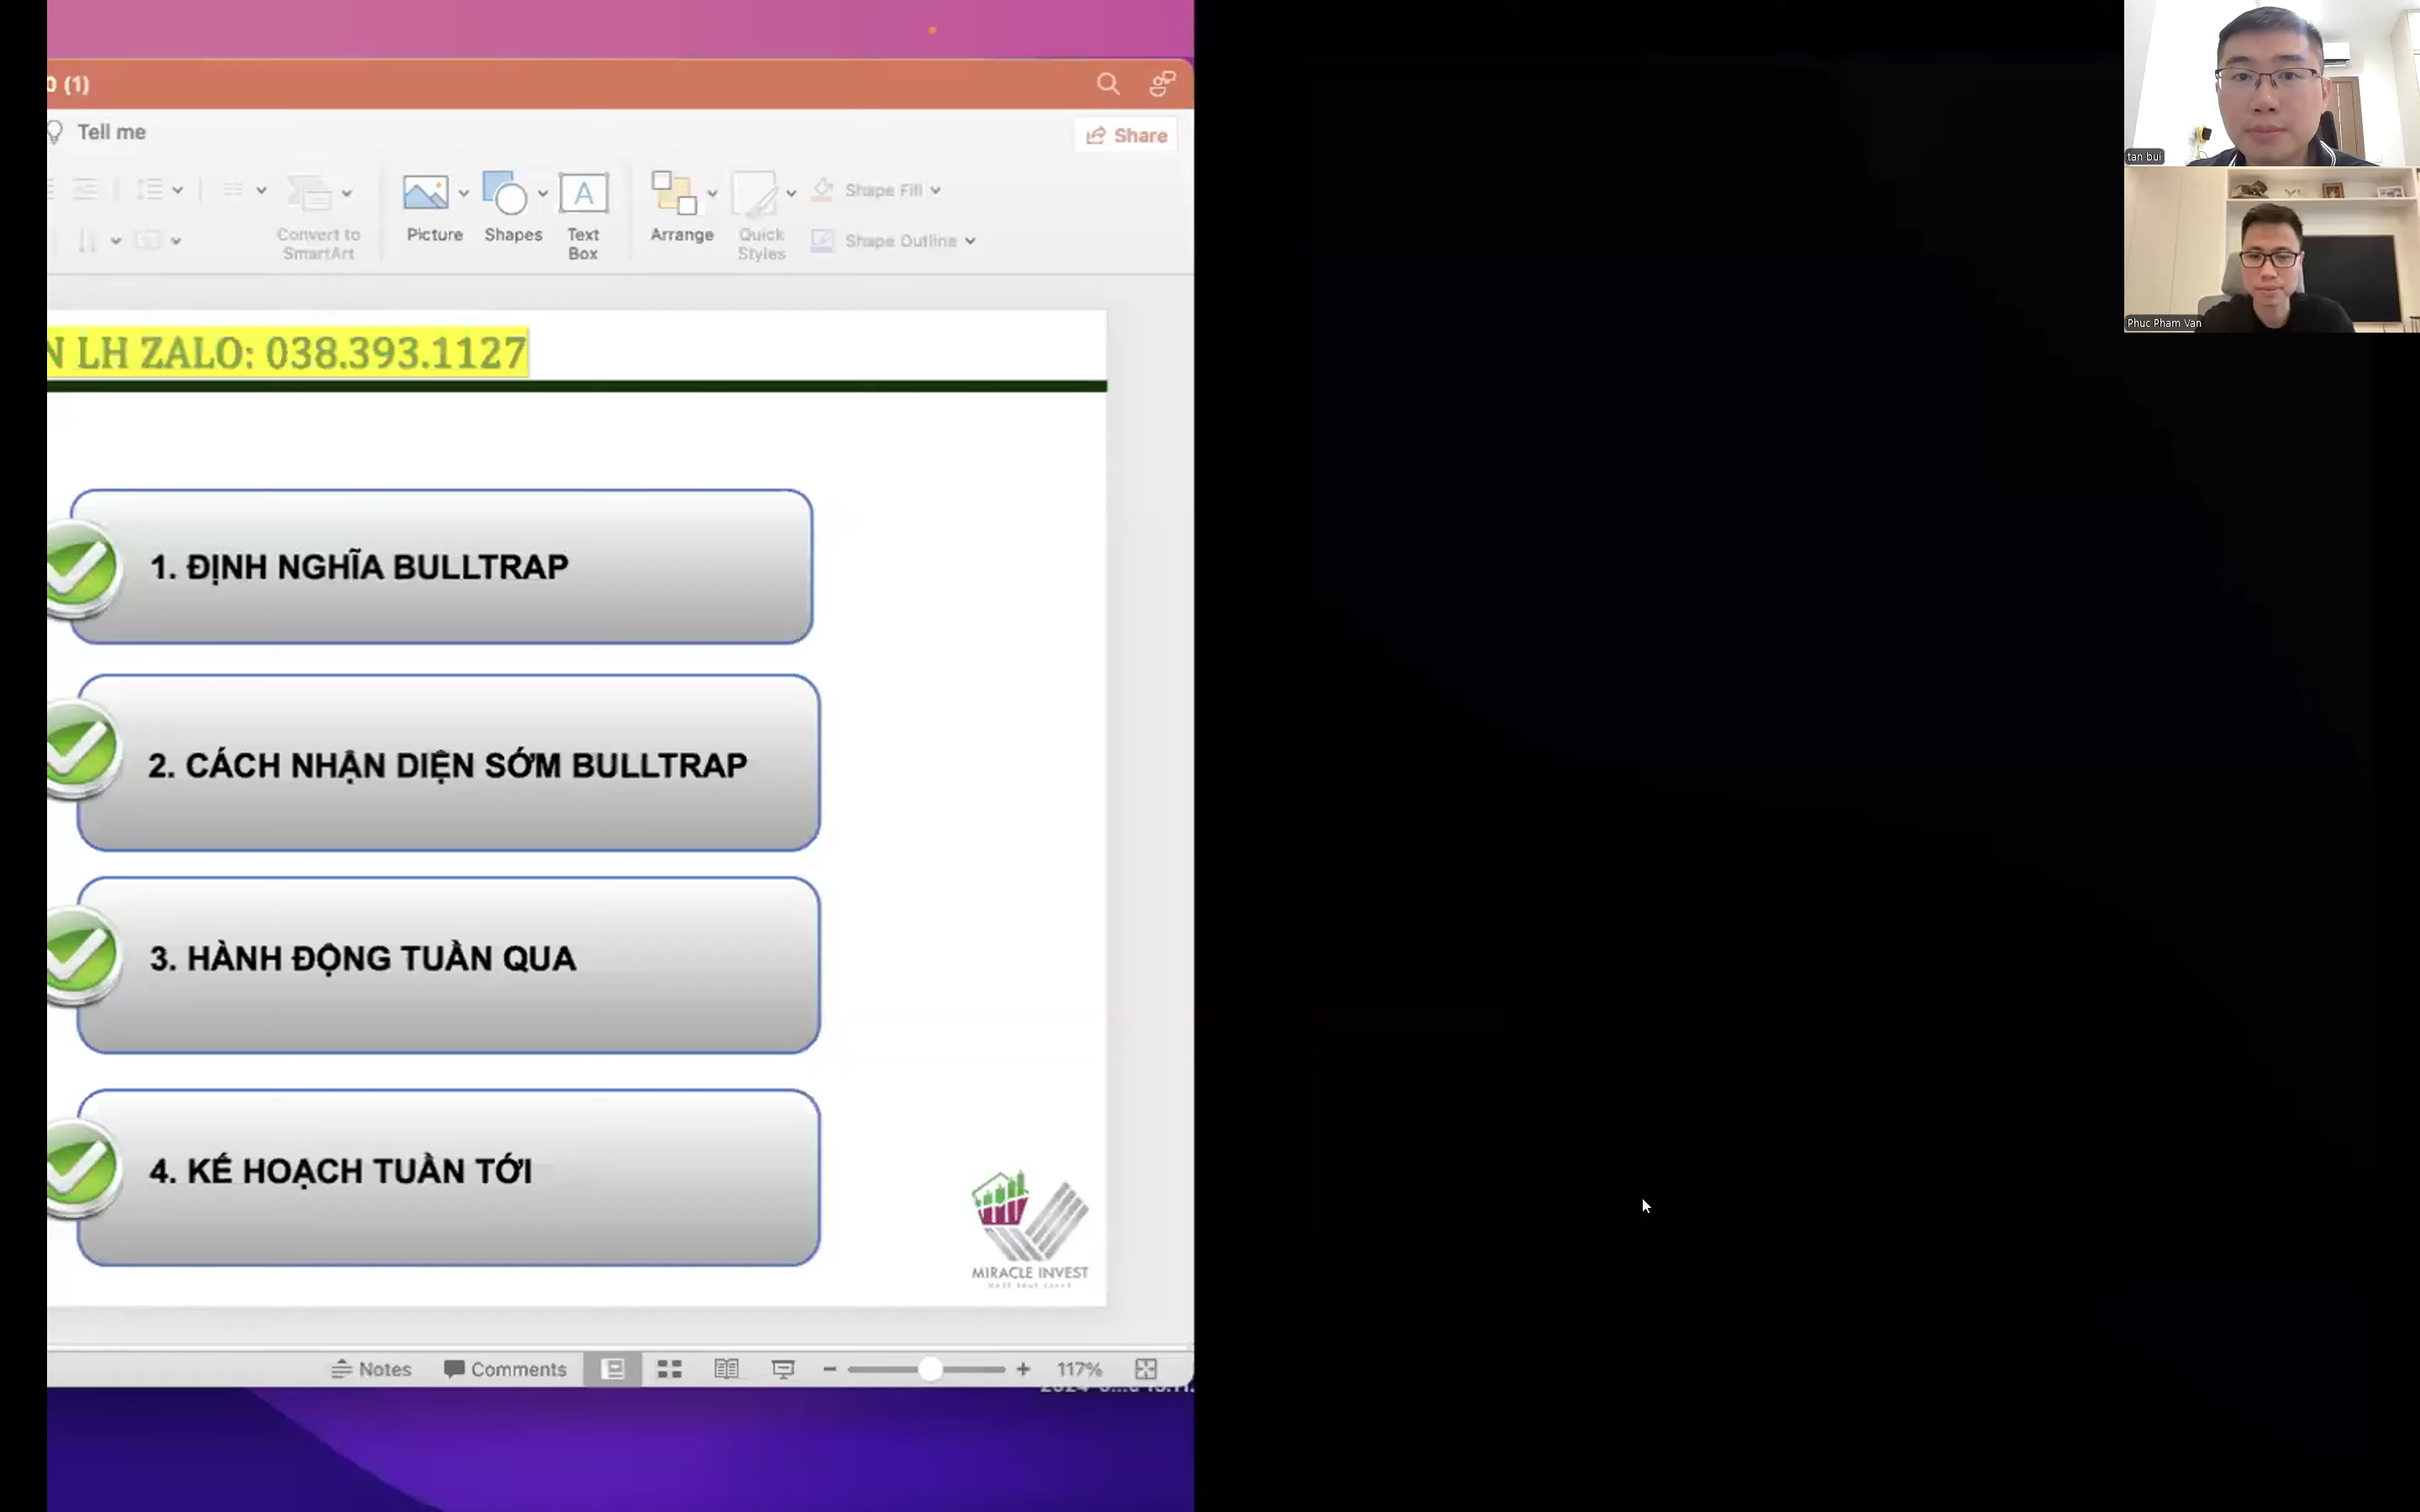 (1)
Tell me
Share
Convert to
SmartArt
Picture
Shapes
Text
Box
Arrange
Quick
Styles
Shape Fill
Shape Outline
N LH ZALO: 038.393.1127
1. ĐỊNH NGHĨA BULLTRAP
2. CÁCH NHẬN DIỆN SỚM BULLTRAP
3. HÀNH ĐỘNG TUẦN QUA
4. KẾ HOẠCH TUẦN TỚI
MIRACLE INVEST
Notes
Comments
117%
tan bui
Phuc Pham Van